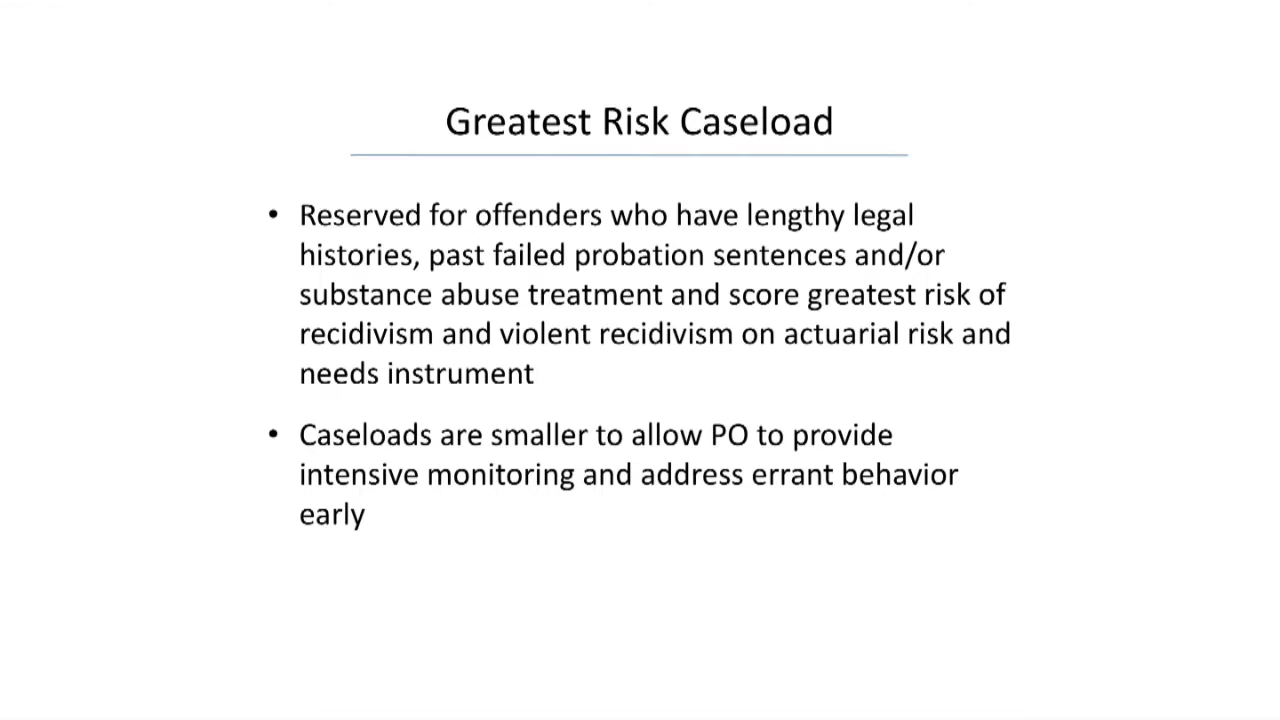 Greatest Risk Caseload
• Reserved for offenders who have lengthy legal
histories, past failed probation sentences and/or
substance abuse treatment and score greatest risk of
recidivism and violent recidivism on actuarial risk and
needs instrument
• Caseloads are smaller to allow PO to provide
intensive monitoring and address errant behavior
early